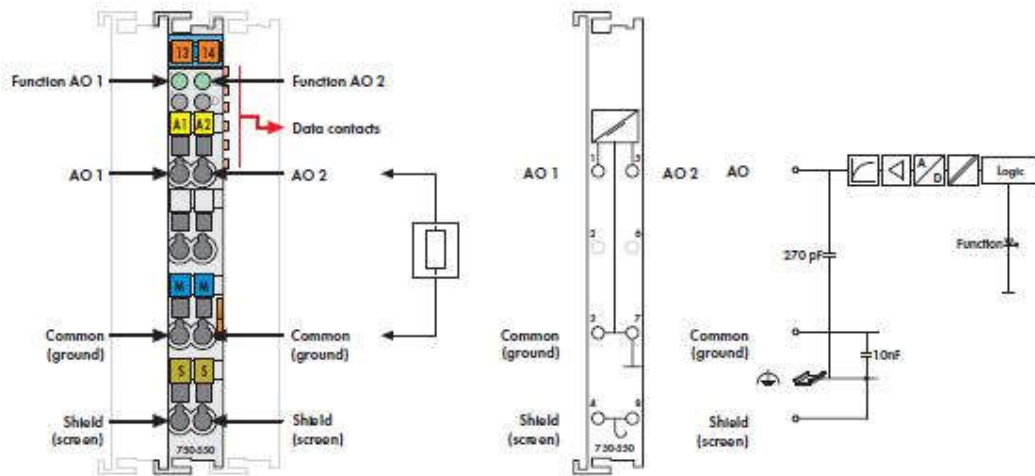 13 14
Function AO 1
Function AO 2
A1 A2
Data contacts
AO 1
AO 2
M M
Common
(ground)
Common
(ground)
S S
Shield
(screen)
Shield
(screen)
750-550
1 5
AO 1
AO 2
2 6
3 7
Common
(ground)
4 8
Shield
(screen)
750-550
AO
A
D
Logic
270 pF
Function
Common
(ground)
10nF
Shield
(screen)